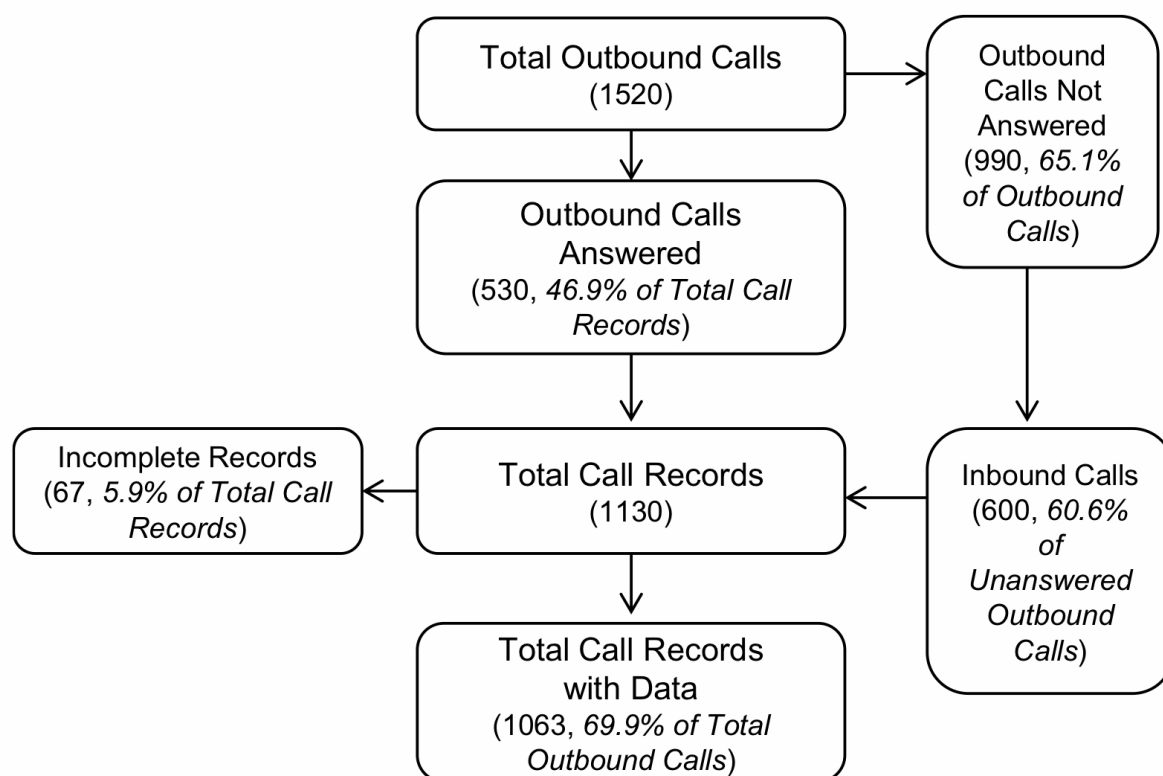 Total Outbound Calls
(1520)
Outbound
Calls Not
Answered
(990, 65.1%
of Outbound
Calls)
Outbound Calls
Answered
(530, 46.9% of Total Call
Records)
Incomplete Records
(67, 5.9% of Total Call
Records)
Total Call Records
(1130)
Inbound Calls
(600, 60.6%
of
Unanswered
Outbound
Calls)
Total Call Records
with Data
(1063, 69.9% of Total
Outbound Calls)